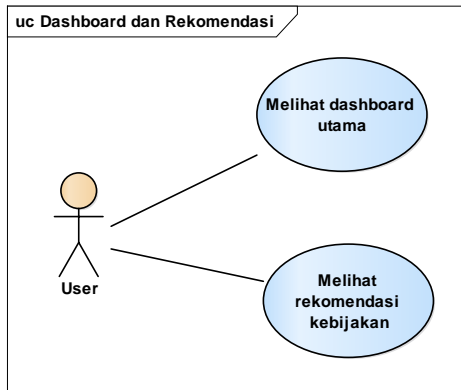 uc Dashboard dan Rekomendasi
Melihat dashboard
utama
User
Melihat
rekomendasi
kebijakan